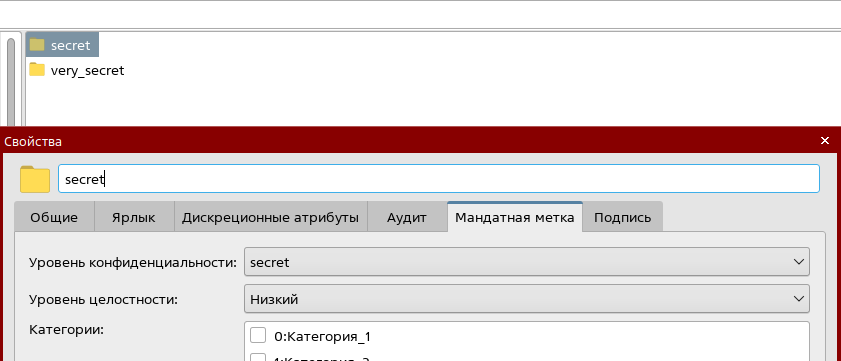 secret
very_secret
Свойства
secret
Общие Ярлык Дискреционные атрибуты Аудит Мандатная метка Подпись
Уровень конфиденциальности: secret
Уровень целостности: Низкий
Категории: 0:Категория_1